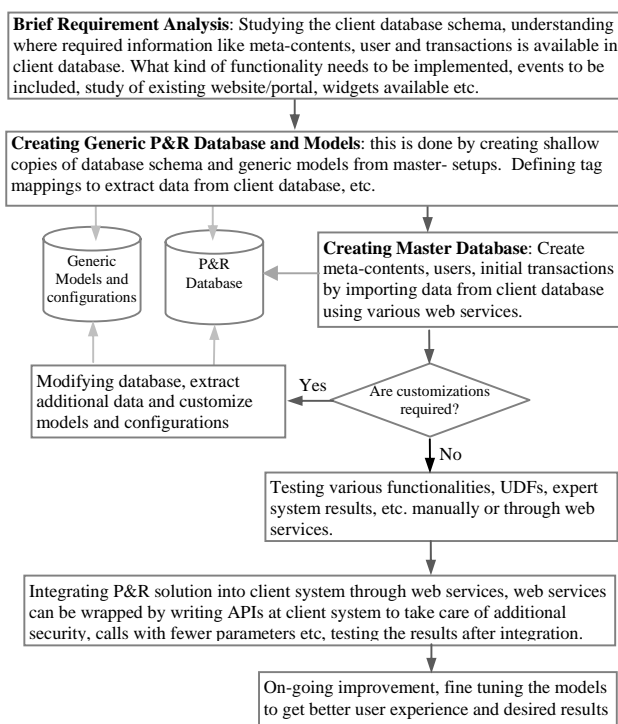 Brief Requirement Analysis: Studying the client database schema, understanding
where required information like meta-contents, user and transactions is available in
client database. What kind of functionality needs to be implemented, events to be
included, study of existing website/portal, widgets available etc.
Creating Generic P&R Database and Models: this is done by creating shallow
copies of database schema and generic models from master- setups. Defining tag
mappings to extract data from client database, etc.
Generic
Models and
configurations
P&R
Database
Creating Master Database: Create
meta-contents, users, initial transactions
by importing data from client database
using various web services.
Modifying database, extract
additional data and customize
models and configurations
Yes
Are customizations
required?
No
Testing various functionalities, UDFs, expert
system results, etc. manually or through web
services.
Integrating P&R solution into client system through web services, web services
can be wrapped by writing APIs at client system to take care of additional
security, calls with fewer parameters etc, testing the results after integration.
On-going improvement, fine tuning the models
to get better user experience and desired results